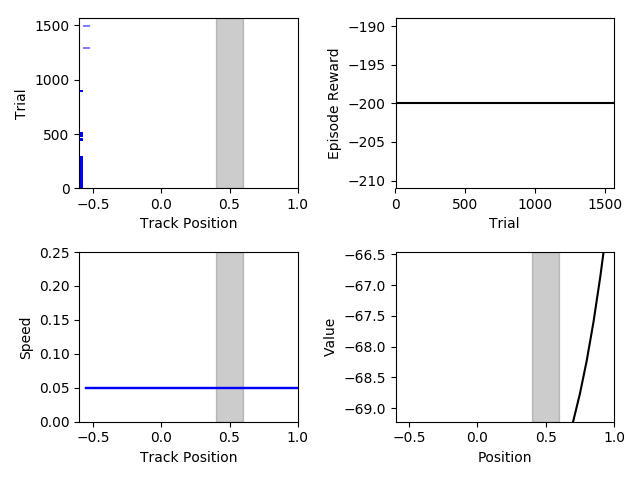 1500
1000
500
0
Trial
−0.5 0.0 0.5 1.0
Track Position
−190
−195
−200
−205
−210
Episode Reward
0 500 1000 1500
Trial
0.25
0.20
0.15
0.10
0.05
0.00
Speed
−0.5 0.0 0.5 1.0
Track Position
−66.5
−67.0
−67.5
−68.0
−68.5
−69.0
Value
−0.5 0.0 0.5 1.0
Position